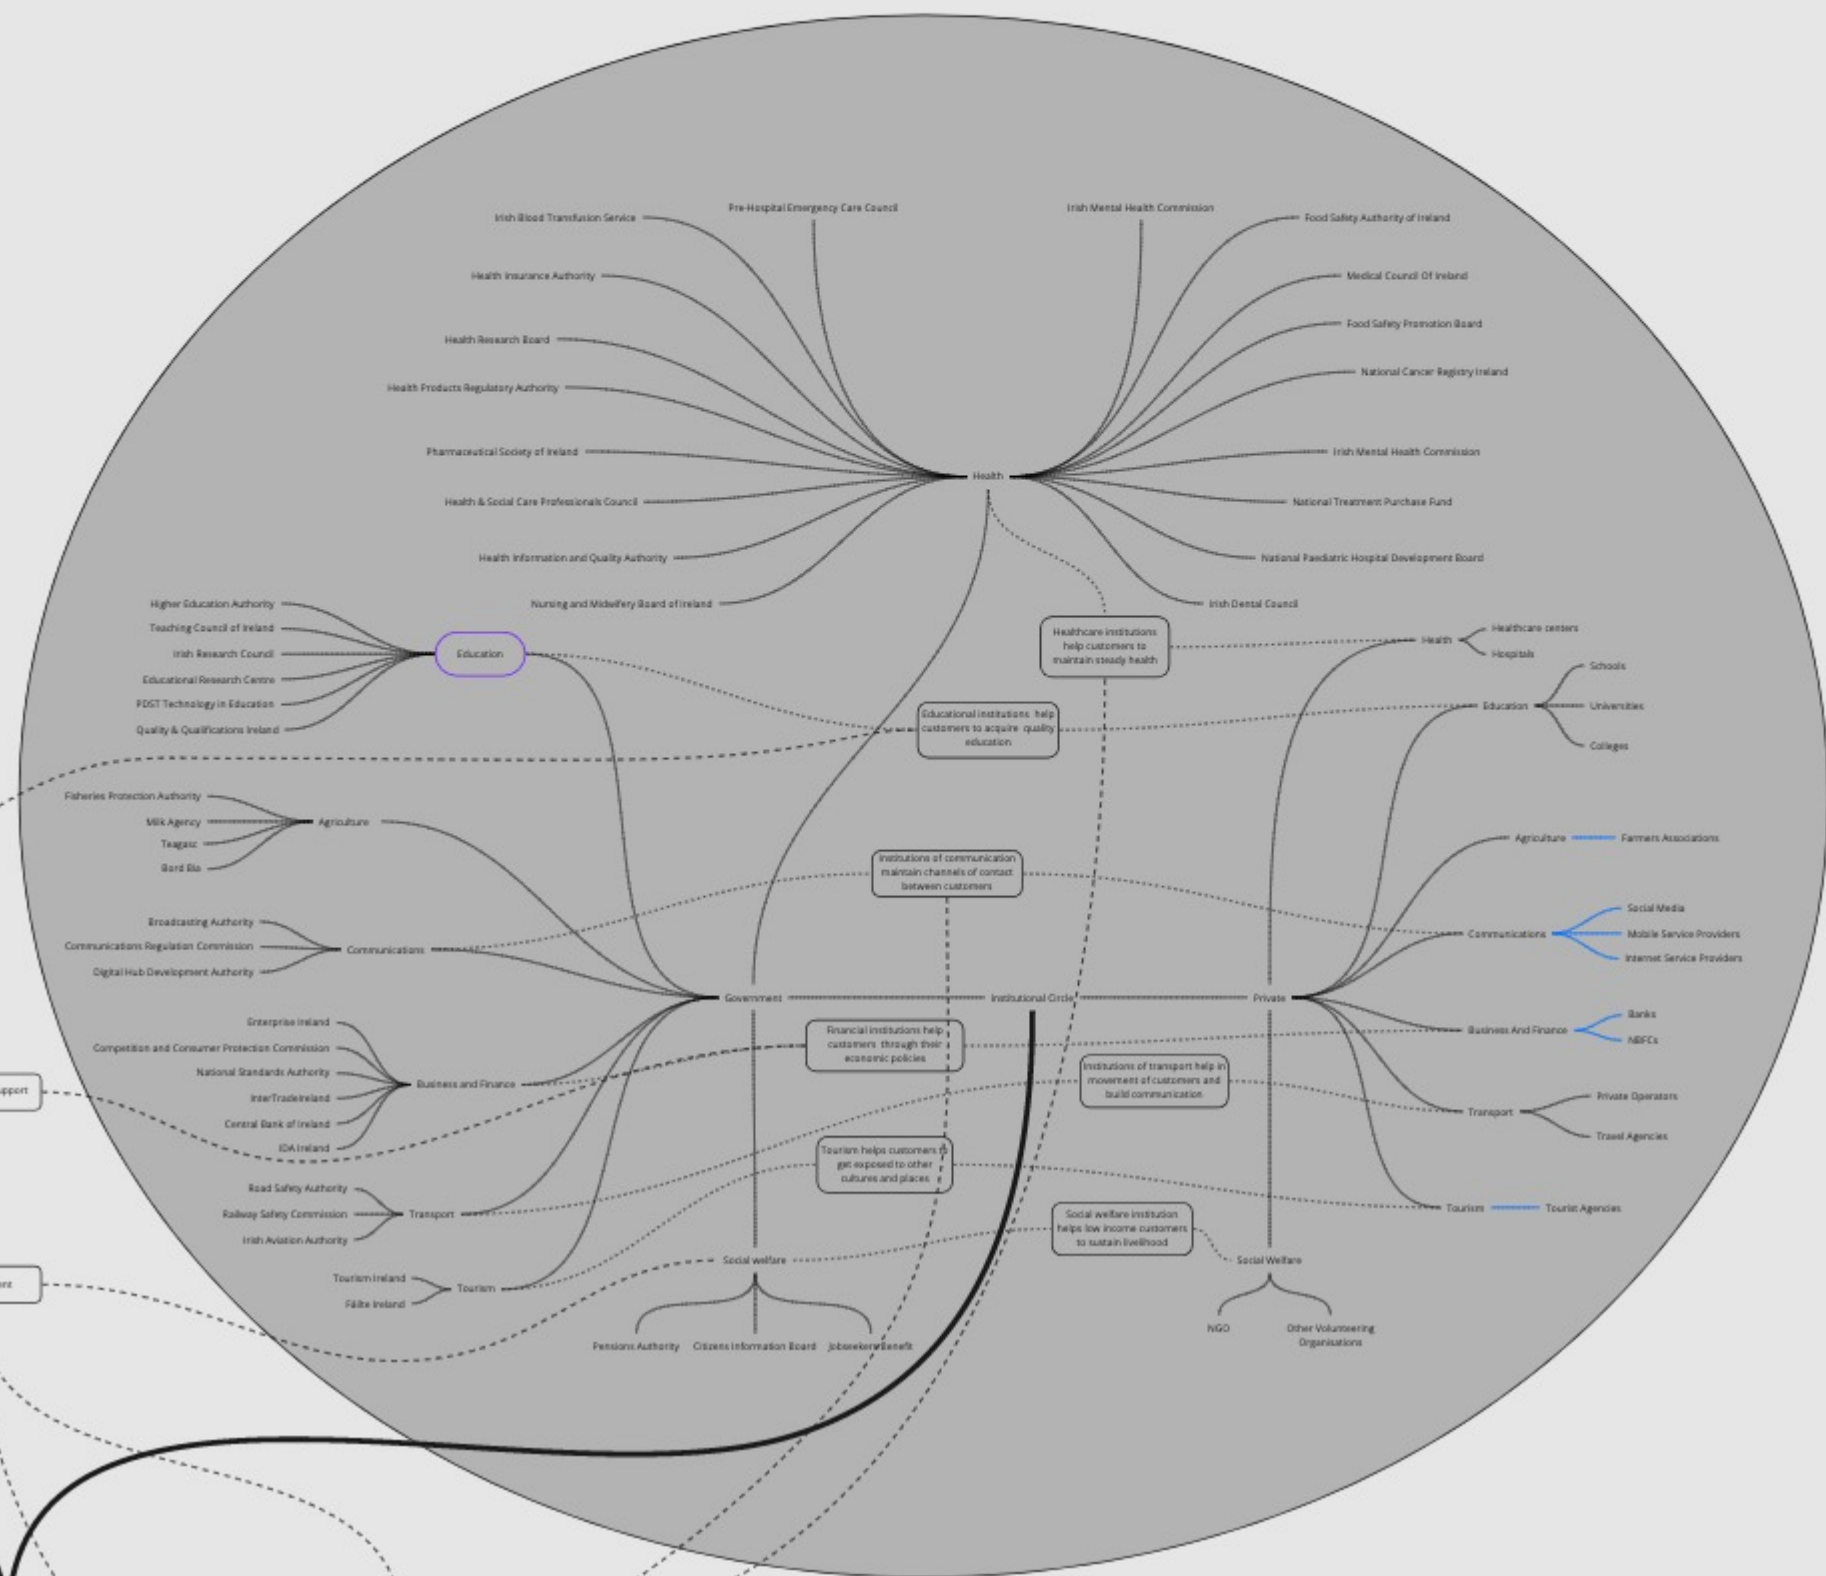 Pre-Hospital Emergency Care Council
Irish Mental Health Commission
Irish Blood Transfusion Service
Food Safety Authority of Ireland
Health Insurance Authority
Medical Council Of Ireland
Food Safety Promotion Board
Health Research Board
National Cancer Registry Ireland
Health Products Regulatory Authority
Pharmaceutical Society of Ireland
Irish Mental Health Commission
Health
Health & Social Care Professionals Council
National Treatment Purchase Fund
Health Information and Quality Authority
National Paediatric Hospital Development Board
Nursing and Midwifery Board of Ireland
Irish Dental Council
Higher Education Authority
Teaching Council of Ireland
Irish Research Council
Educational Research Centre
PDST Technology in Education
Quality & Qualifications Ireland
Education
Healthcare institutions
help customers to
maintain steady health
Health
Healthcare centers
Hospitals
Educational institutions help
customers to acquire quality
education
Education
Schools
Universities
Colleges
Fisheries Protection Authority
Milk Agency
Teagasc
Bord Bia
Agriculture
Agriculture
Farmers Associations
Institutions of communication
maintain channels of contact
between customers
Broadcasting Authority
Communications Regulation Commission
Digital Hub Development Authority
Communications
Communications
Social Media
Mobile Service Providers
Internet Service Providers
Government
Institutional Circle
Private
Enterprise Ireland
Competition and Consumer Protection Commission
National Standards Authority
InterTradeIreland
Central Bank of Ireland
IDA Ireland
Business and Finance
Financial institutions help
customers through their
economic policies
Business And Finance
Banks
NBFCs
upport
Institutions of transport help in
movement of customers and
build communication
Transport
Private Operators
Travel Agencies
Road Safety Authority
Railway Safety Commission
Irish Aviation Authority
Transport
Tourism helps customers to
get exposed to other
cultures and places
Tourism
Tourist Agencies
Social welfare institution
helps low income customers
to sustain livelihood
ent
Tourism Ireland
Fáilte Ireland
Tourism
Social welfare
Social Welfare
Pensions Authority
Citizens Information Board
Jobseekers Benefit
NGO
Other Volunteering
Organisations